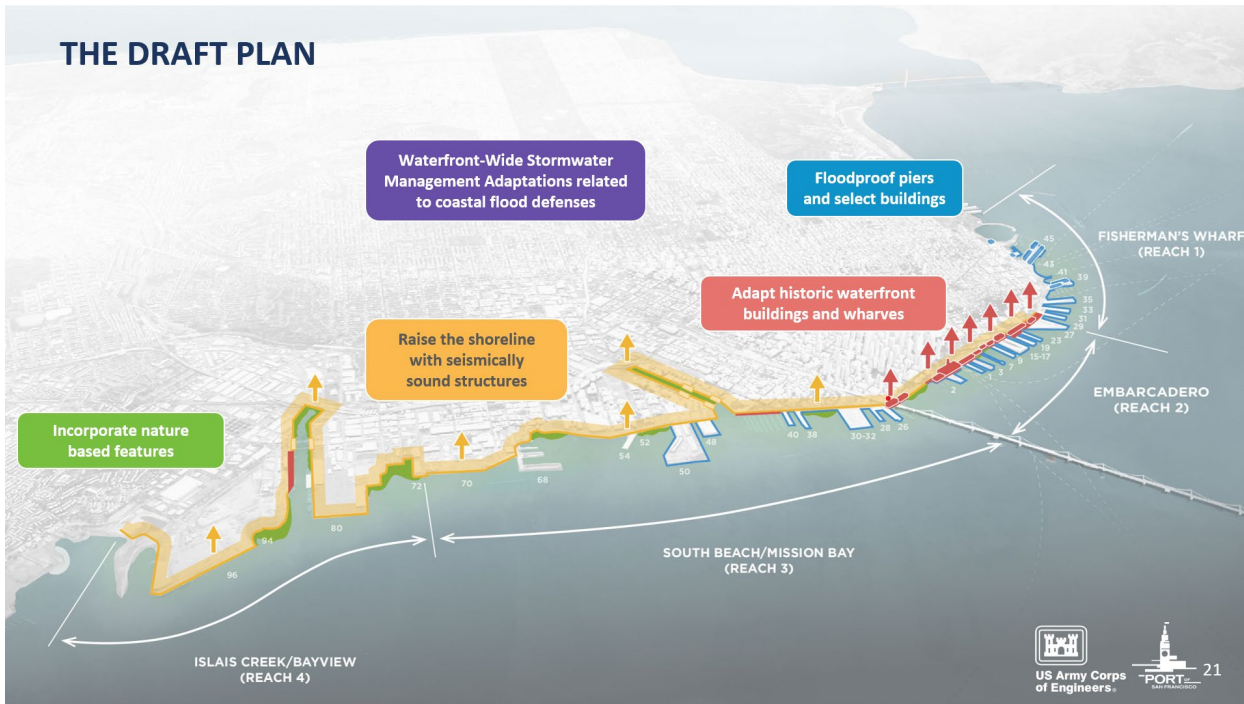 THE DRAFT PLAN
Waterfront-Wide Stormwater
Management Adaptations related
to coastal flood defenses
Floodproof piers
and select buildings
FISHERMAN'S WHARF
(REACH 1)
45
43
41
39
35
33
31
29
27
23
19
15-17
9
7
3
1
2
Adapt historic waterfront
buildings and wharves
Raise the shoreline
with seismically
sound structures
EMBARCADERO
(REACH 2)
Incorporate nature
based features
26
28
30-32
38
40
48
50
52
54
68
70
72
80
94
96
SOUTH BEACH/MISSION BAY
(REACH 3)
ISLAIS CREEK/BAYVIEW
(REACH 4)
US Army Corps
of Engineers®
PORT OF
SAN FRANCISCO
21